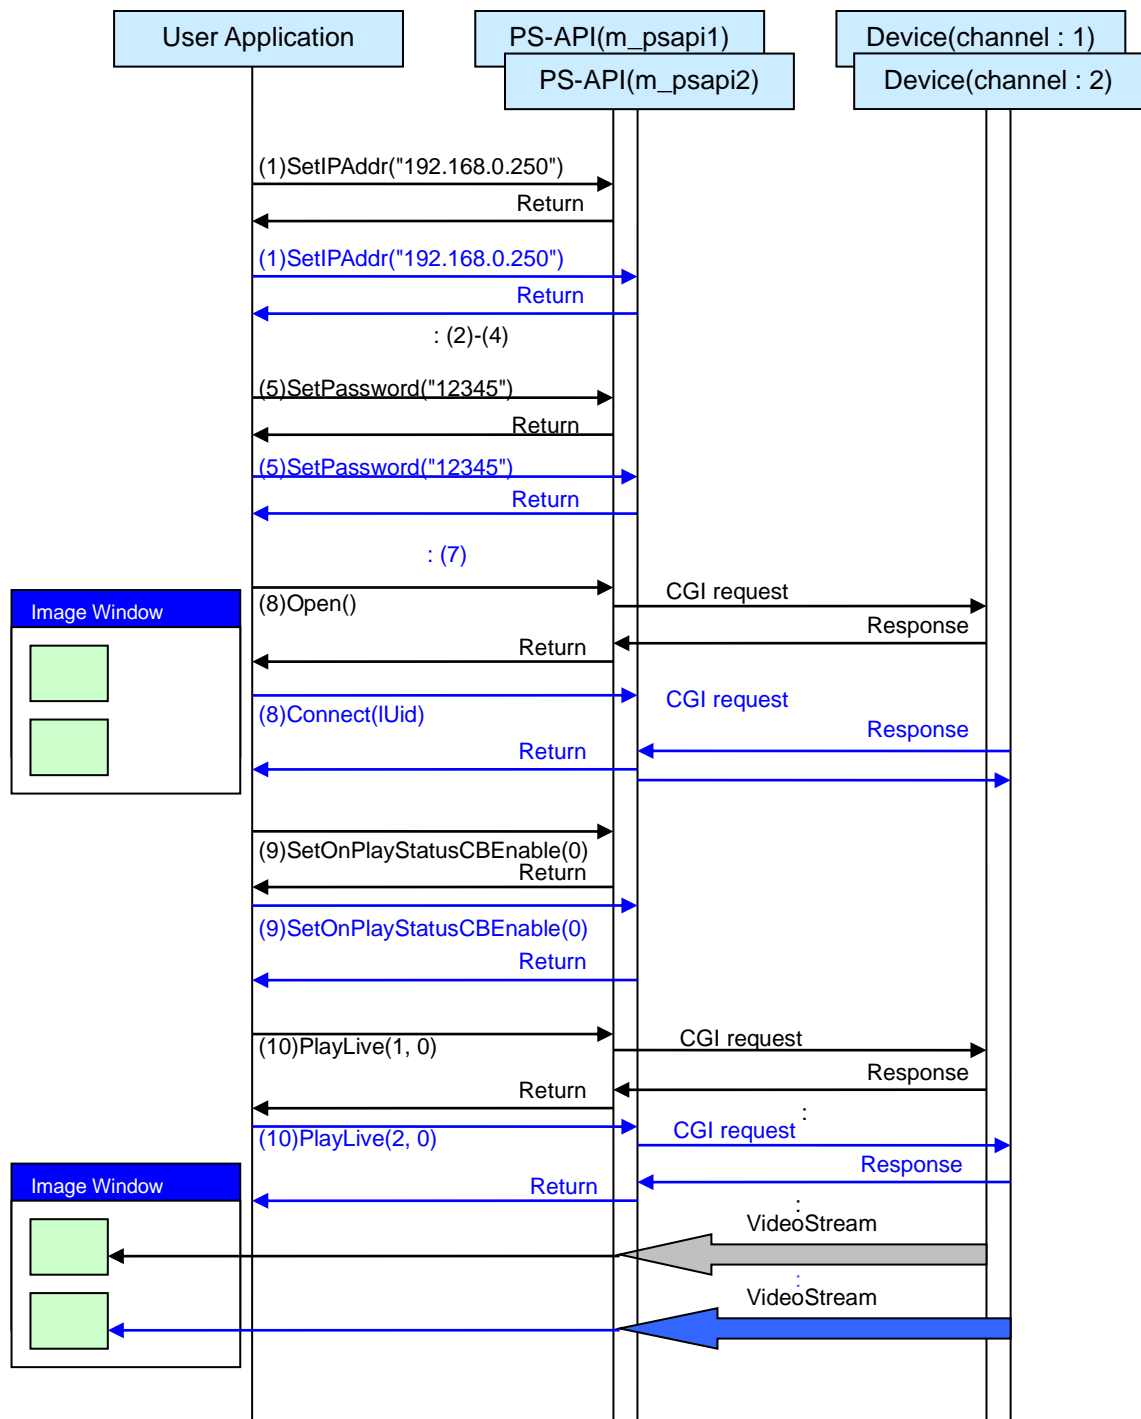 User Application
PS-API(m_psapi1)
Device(channel : 1)
PS-API(m_psapi2)
Device(channel : 2)
(1)SetIPAddr("192.168.0.250")
Return
(1)SetIPAddr("192.168.0.250")
Return
: (2)-(4)
(5)SetPassword("12345")
Return
(5)SetPassword("12345")
Return
: (7)
(8)Open()
CGI request
Image Window
Response
Return
(8)Connect(lUid)
CGI request
Response
Return
(9)SetOnPlayStatusCBEnable(0)
Return
(9)SetOnPlayStatusCBEnable(0)
Return
(10)PlayLive(1, 0)
CGI request
Response
Return
:
(10)PlayLive(2, 0)
CGI request
Response
Image Window
Return
:
VideoStream
:
VideoStream